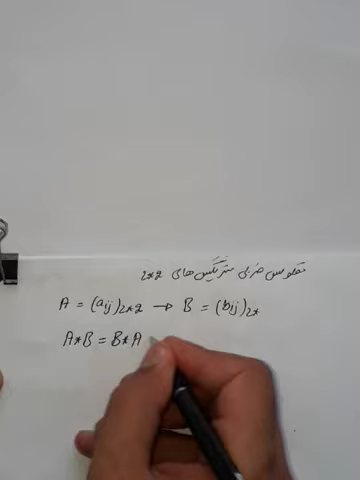 معکوس ضربی ماتریس های 2*2
A = (aij)2*2 → B = (bij)2*
A*B = B*A